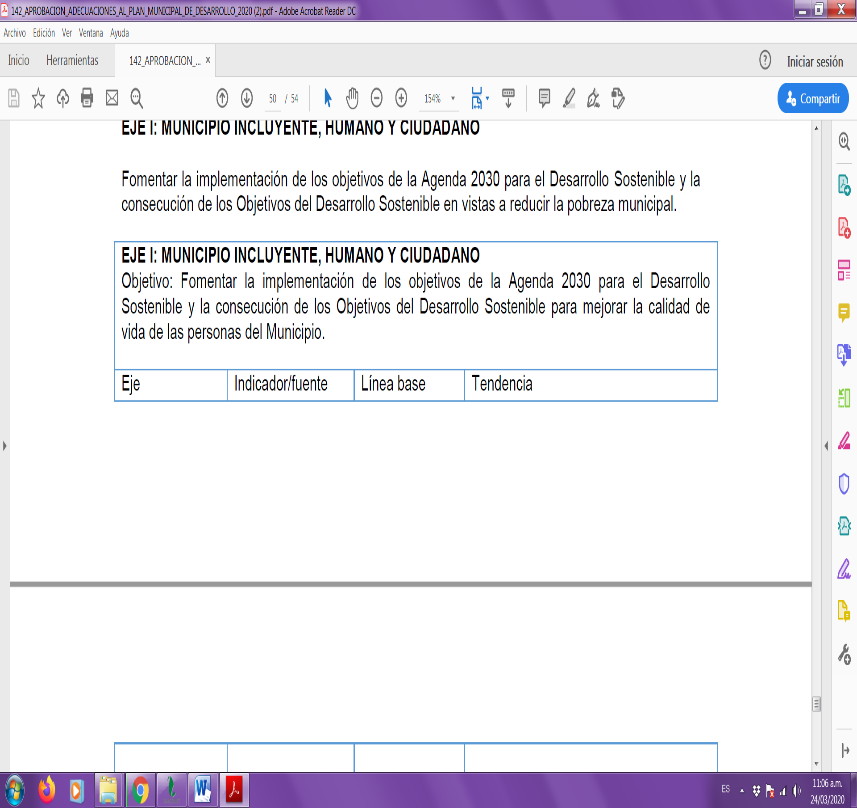 142_APROBACION_ADECUACIONES_AL_PLAN_MUNICIPAL_DE_DESARROLLO_2020 (2).pdf - Adobe Acrobat Reader DC
Archivo Edición Ver Ventana Ayuda
Inicio Herramientas 142_APROBACION_... × Iniciar sesión
50 / 54 154% Compartir
EJE I: MUNICIPIO INCLUYENTE, HUMANO Y CIUDADANO
Fomentar la implementación de los objetivos de la Agenda 2030 para el Desarrollo Sostenible y la
consecución de los Objetivos del Desarrollo Sostenible en vistas a reducir la pobreza municipal.
EJE I: MUNICIPIO INCLUYENTE, HUMANO Y CIUDADANO
Objetivo: Fomentar la implementación de los objetivos de la Agenda 2030 para el Desarrollo
Sostenible y la consecución de los Objetivos del Desarrollo Sostenible para mejorar la calidad de
vida de las personas del Municipio.
Eje Indicador/fuente Línea base Tendencia
ES 11:06 a.m.
24/03/2020